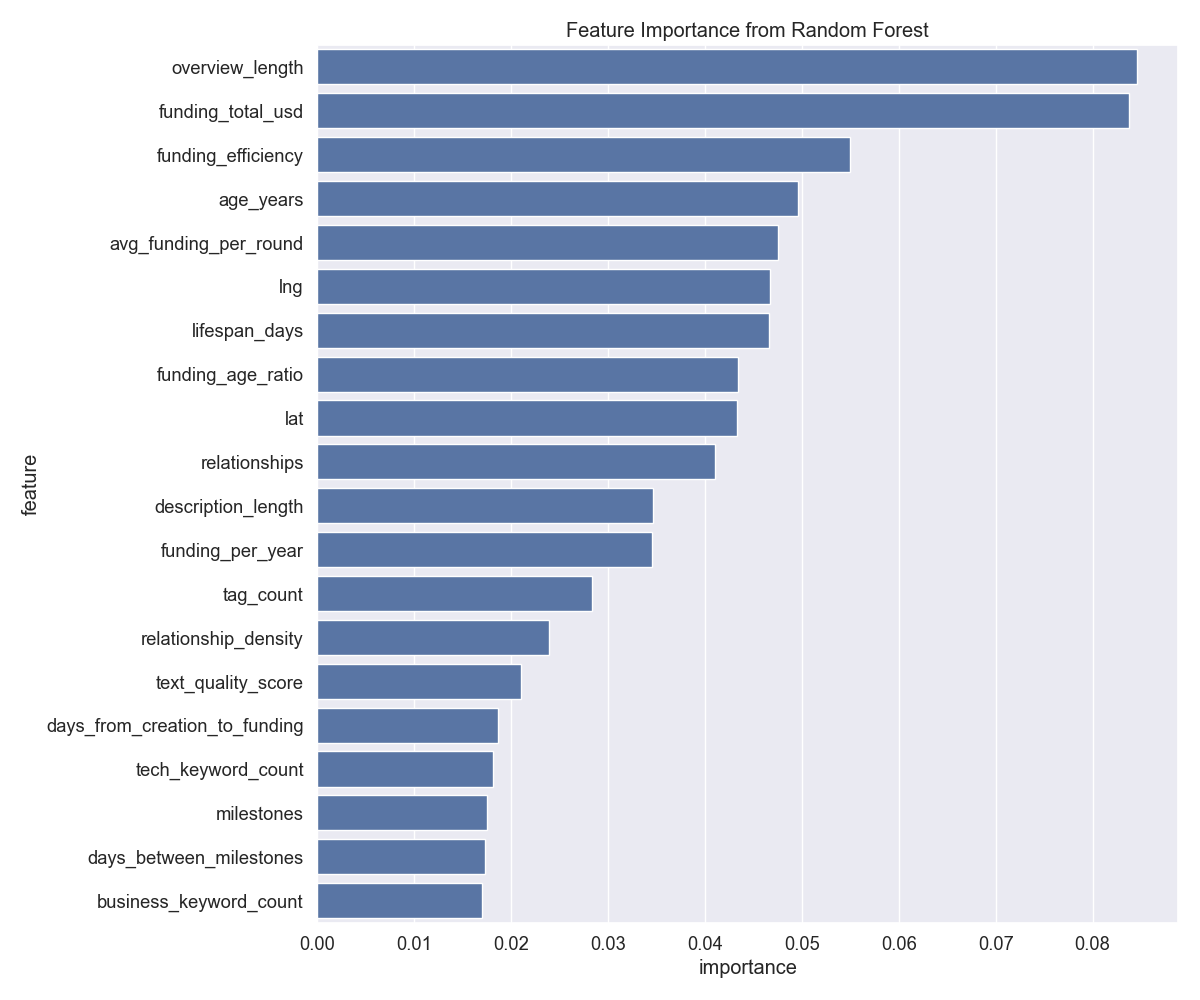 Feature Importance from Random Forest
overview_length
funding_total_usd
funding_efficiency
age_years
avg_funding_per_round
lng
lifespan_days
funding_age_ratio
lat
relationships
description_length
funding_per_year
tag_count
relationship_density
text_quality_score
days_from_creation_to_funding
tech_keyword_count
milestones
days_between_milestones
business_keyword_count
feature
0.00 0.01 0.02 0.03 0.04 0.05 0.06 0.07 0.08
importance